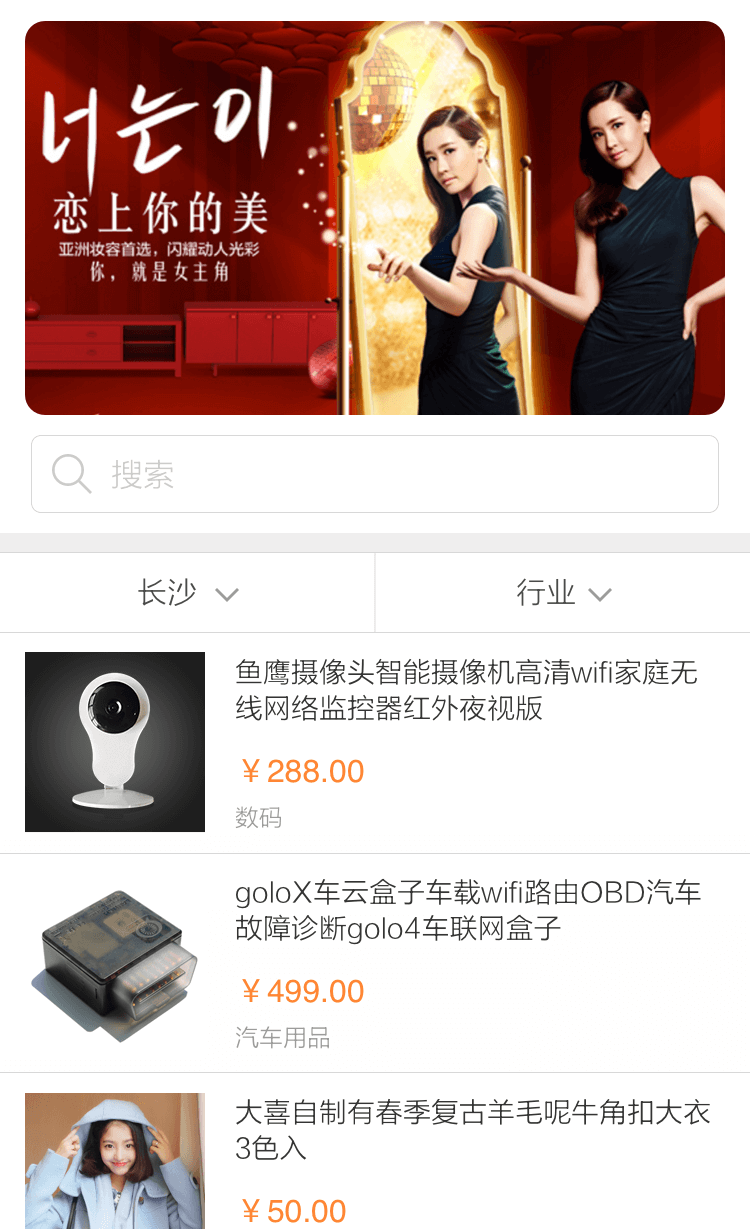 너는이
恋上你的美
亚洲妆容首选，闪耀动人光彩
你，就是女主角
搜索
长沙
行业
鱼鹰摄像头智能摄像机高清wifi家庭无
线网络监控器红外夜视版
￥288.00
数码
goloX车云盒子车载wifi路由OBD汽车
故障诊断golo4车联网盒子
￥499.00
汽车用品
大喜自制有春季复古羊毛呢牛角扣大衣
3色入
￥50.00